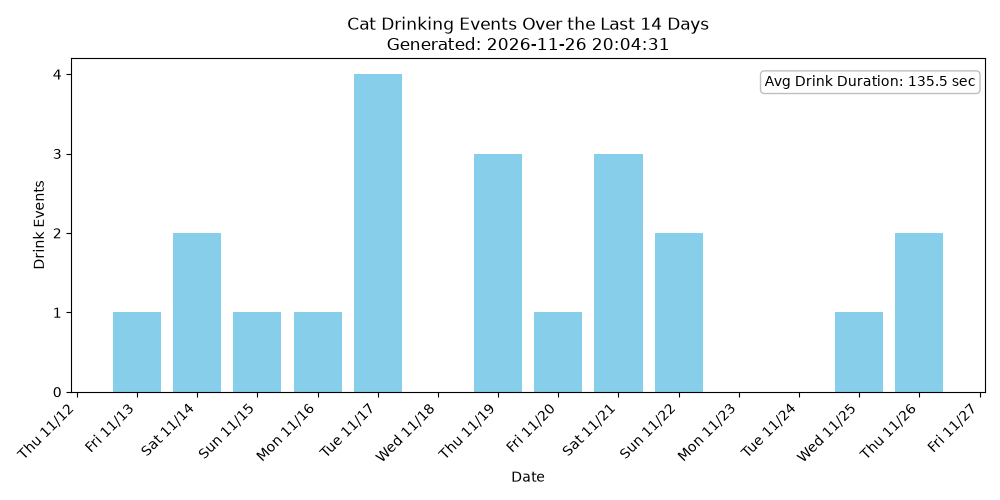 Cat Drinking Events Over the Last 14 Days
Generated: 2026-11-26 20:04:31
Avg Drink Duration: 135.5 sec
Drink Events
4
3
2
1
0
Thu 11/12
Fri 11/13
Sat 11/14
Sun 11/15
Mon 11/16
Tue 11/17
Wed 11/18
Thu 11/19
Fri 11/20
Sat 11/21
Sun 11/22
Mon 11/23
Tue 11/24
Wed 11/25
Thu 11/26
Fri 11/27
Date